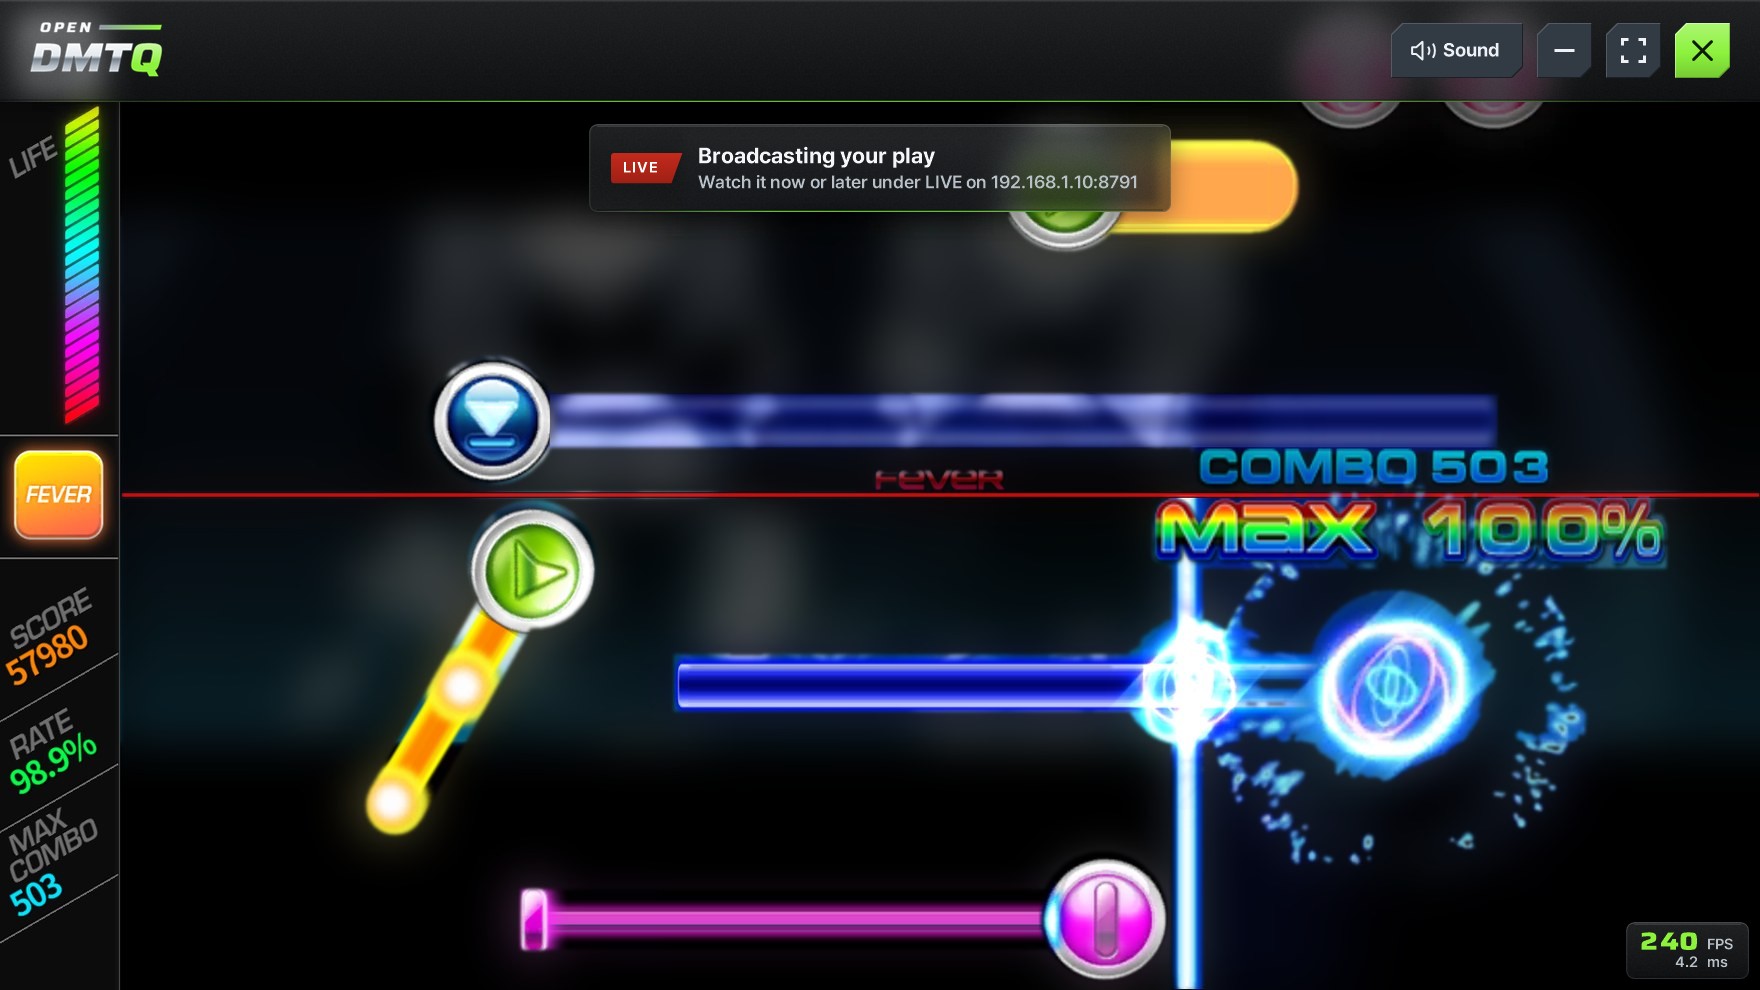 OPEN
DMTQ
Sound
LIFE
LIVE
Broadcasting your play
Watch it now or later under LIVE on 192.168.1.10:8791
FEVER
FEVER
COMBO 503
MAX 100%
SCORE
57980
RATE
98.9%
MAX
COMBO
503
240 FPS
4.2 ms